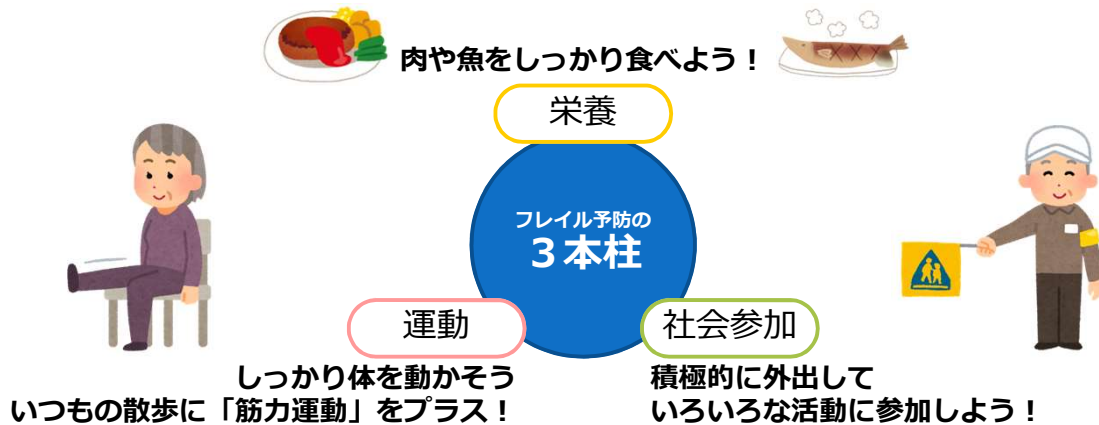 肉や魚をしっかり食べよう！
栄養
フレイル予防の
３本柱
運動
社会参加
しっかり体を動かそう
いつもの散歩に「筋力運動」をプラス！
積極的に外出して
いろいろな活動に参加しよう！